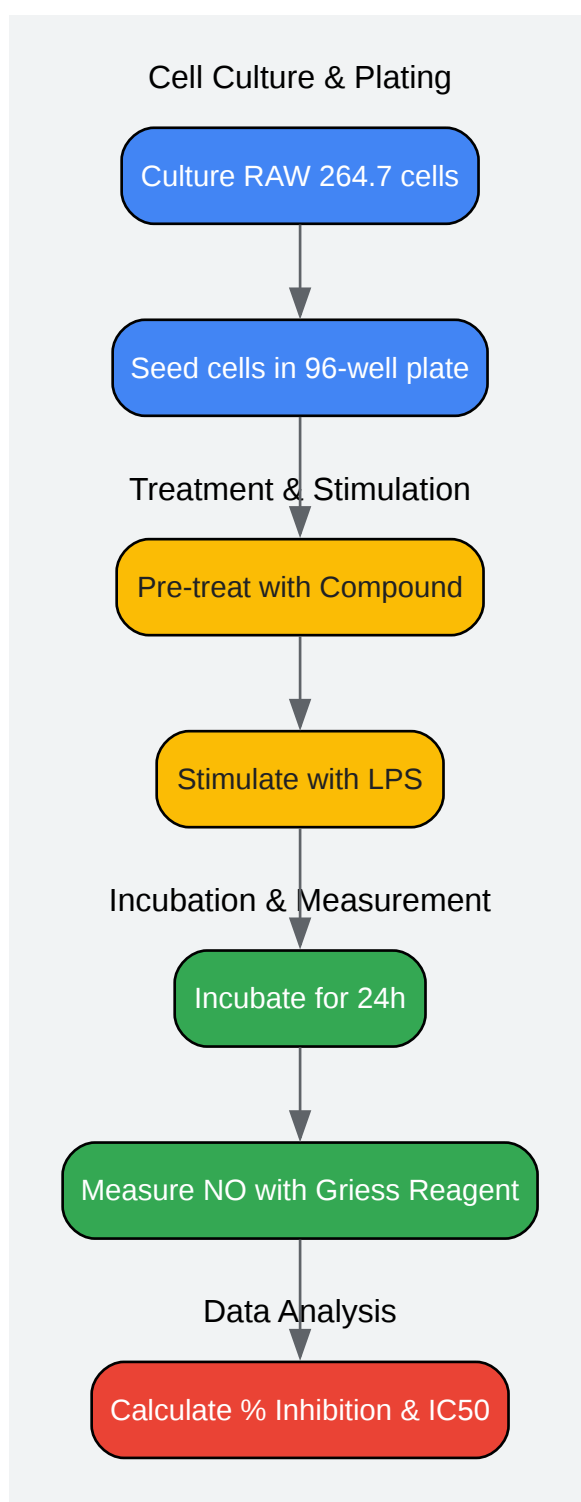 Cell Culture & Plating
Culture RAW 264.7 cells
Seed cells in 96-well plate
Treatment & Stimulation
Pre-treat with Compound
Stimulate with LPS
Incubation & Measurement
Incubate for 24h
Measure NO with Griess Reagent
Data Analysis
Calculate % Inhibition & IC50